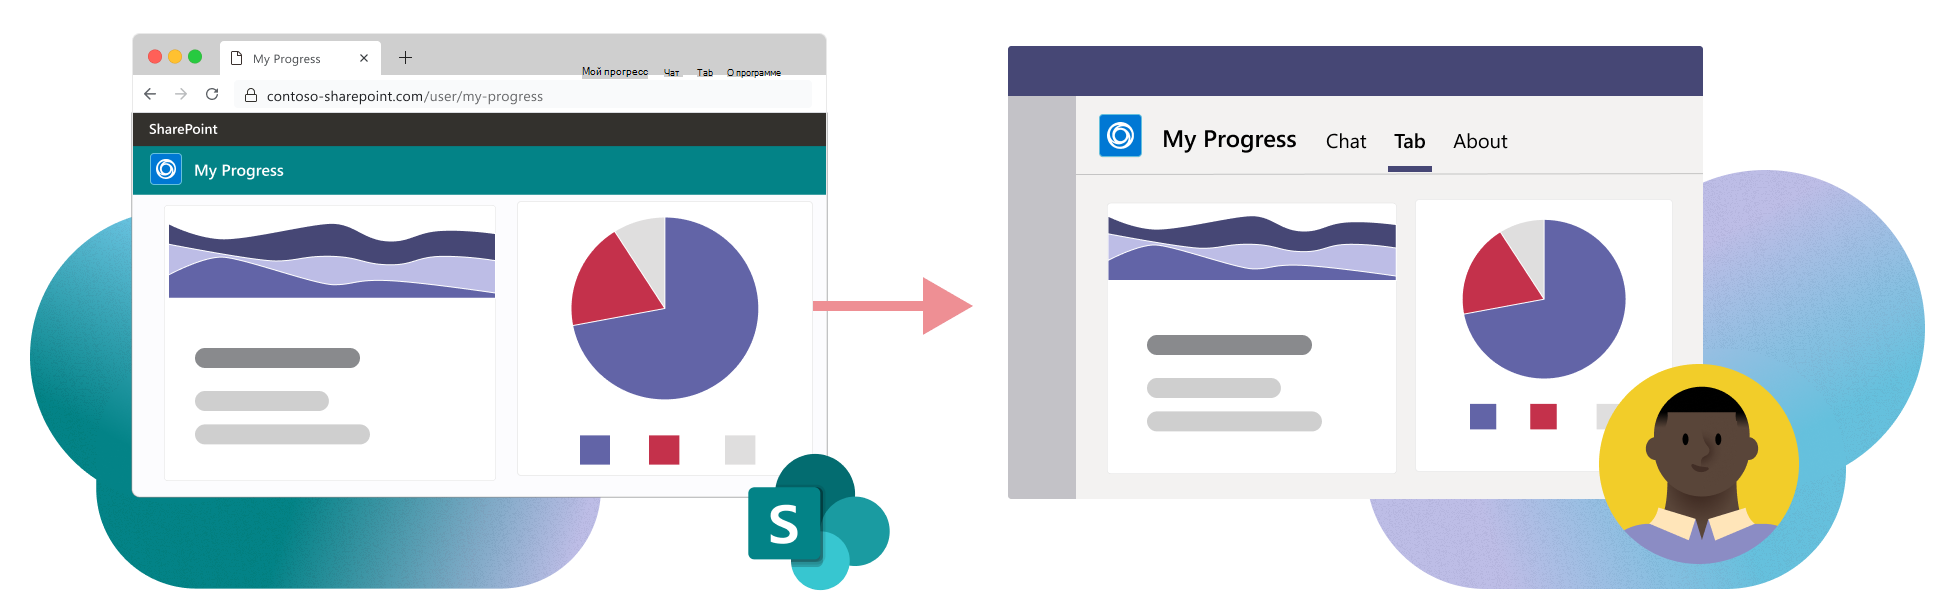 My Progress
Мой прогресс Чат Tab О программе
contoso-sharepoint.com/user/my-progress
SharePoint
My Progress
S
My Progress Chat Tab About